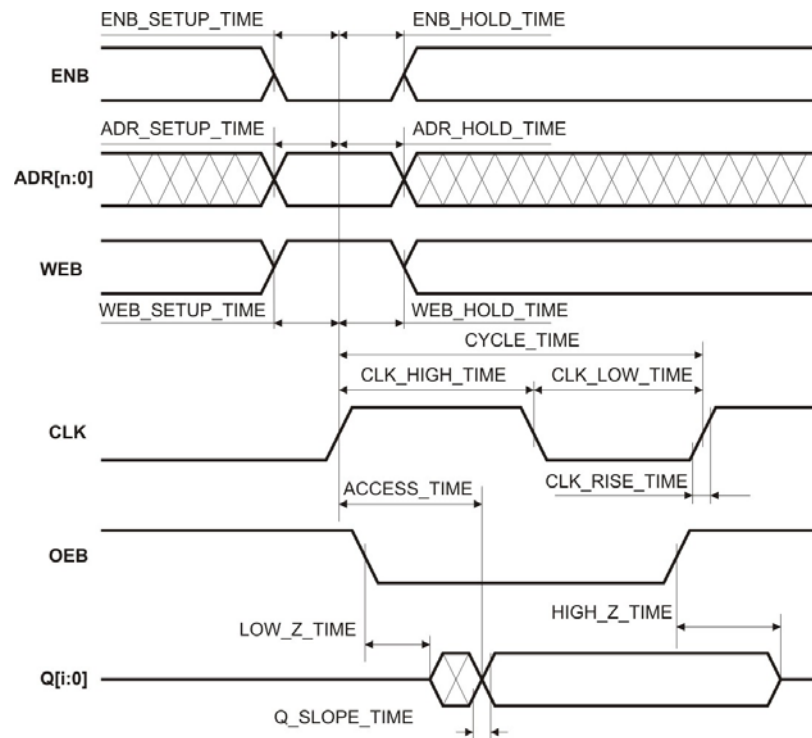 ENB_SETUP_TIME ENB_HOLD_TIME
ENB
ADR_SETUP_TIME ADR_HOLD_TIME
ADR[n:0]
WEB
WEB_SETUP_TIME WEB_HOLD_TIME
CYCLE_TIME
CLK_HIGH_TIME CLK_LOW_TIME
CLK
CLK_RISE_TIME
ACCESS_TIME
OEB
HIGH_Z_TIME
LOW_Z_TIME
Q[i:0]
Q_SLOPE_TIME